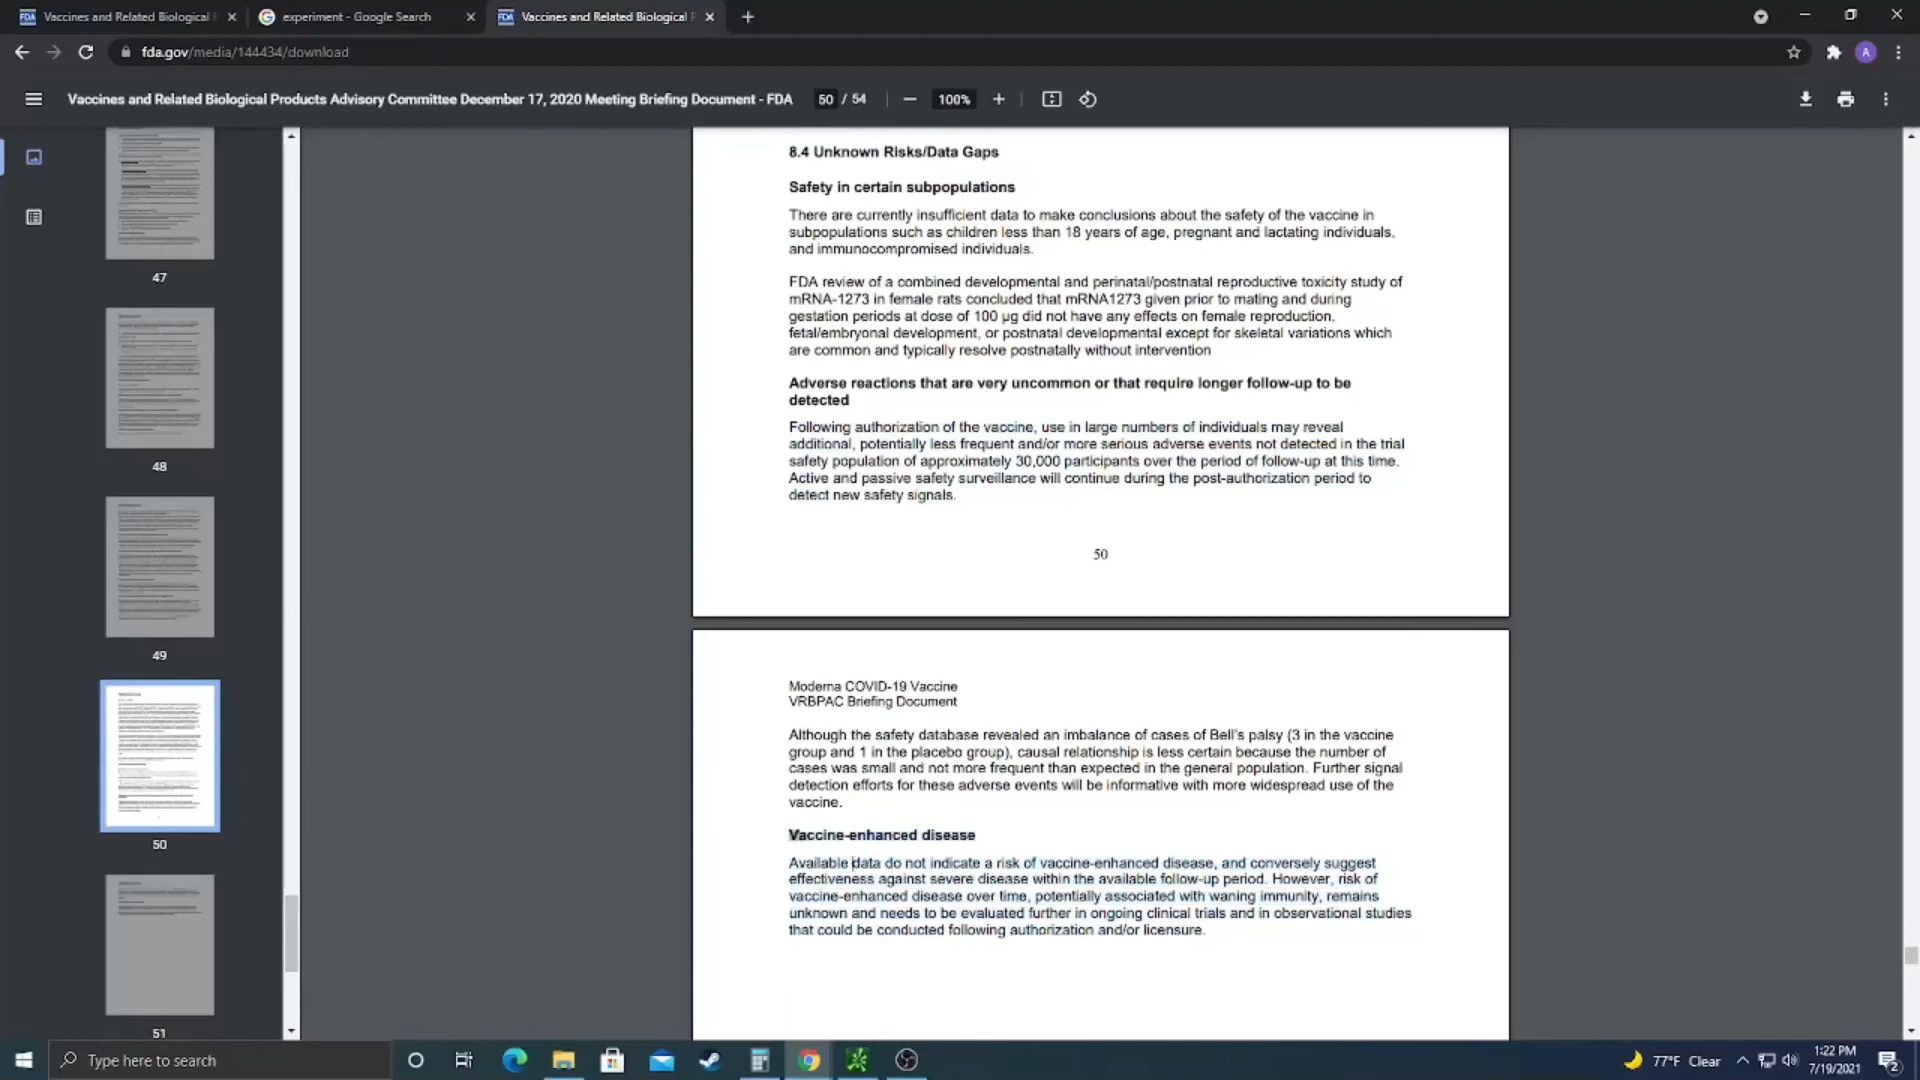 Vaccines and Related Biological
experiment - Google Search
Vaccines and Related Biological P
fda.gov/media/144434/download
A
Vaccines and Related Biological Products Advisory Committee December 17, 2020 Meeting Briefing Document - FDA
50 / 54
100%
47
48
49
50
51
8.4 Unknown Risks/Data Gaps
Safety in certain subpopulations
There are currently insufficient data to make conclusions about the safety of the vaccine in
subpopulations such as children less than 18 years of age, pregnant and lactating individuals,
and immunocompromised individuals.
FDA review of a combined developmental and perinatal/postnatal reproductive toxicity study of
mRNA-1273 in female rats concluded that mRNA1273 given prior to mating and during
gestation periods at dose of 100 µg did not have any effects on female reproduction,
fetal/embryonal development, or postnatal developmental except for skeletal variations which
are common and typically resolve postnatally without intervention
Adverse reactions that are very uncommon or that require longer follow-up to be
detected
Following authorization of the vaccine, use in large numbers of individuals may reveal
additional, potentially less frequent and/or more serious adverse events not detected in the trial
safety population of approximately 30,000 participants over the period of follow-up at this time.
Active and passive safety surveillance will continue during the post-authorization period to
detect new safety signals.
50
Moderna COVID-19 Vaccine
VRBPAC Briefing Document
Although the safety database revealed an imbalance of cases of Bell's palsy (3 in the vaccine
group and 1 in the placebo group), causal relationship is less certain because the number of
cases was small and not more frequent than expected in the general population. Further signal
detection efforts for these adverse events will be informative with more widespread use of the
vaccine.
Vaccine-enhanced disease
Available data do not indicate a risk of vaccine-enhanced disease, and conversely suggest
effectiveness against severe disease within the available follow-up period. However, risk of
vaccine-enhanced disease over time, potentially associated with waning immunity, remains
unknown and needs to be evaluated further in ongoing clinical trials and in observational studies
that could be conducted following authorization and/or licensure.
Type here to search
77°F Clear
1:22 PM
7/19/2021
2